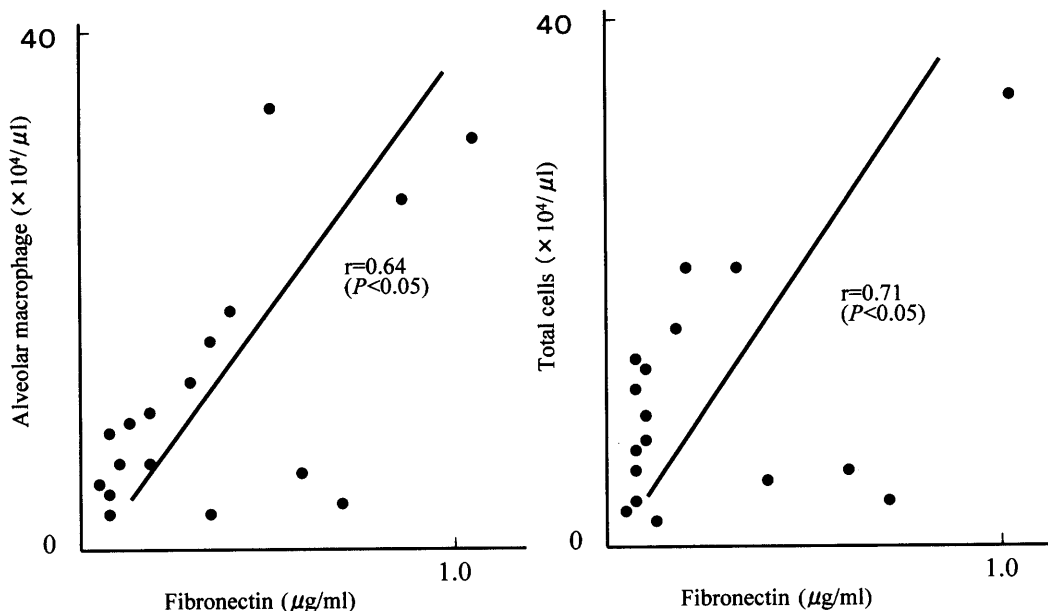 40
Alveolar macrophage (×10⁴/μl)
r=0.64
(P<0.05)
0
1.0
Fibronectin (μg/ml)
40
Total cells (×10⁴/μl)
r=0.71
(P<0.05)
0
1.0
Fibronectin (μg/ml)